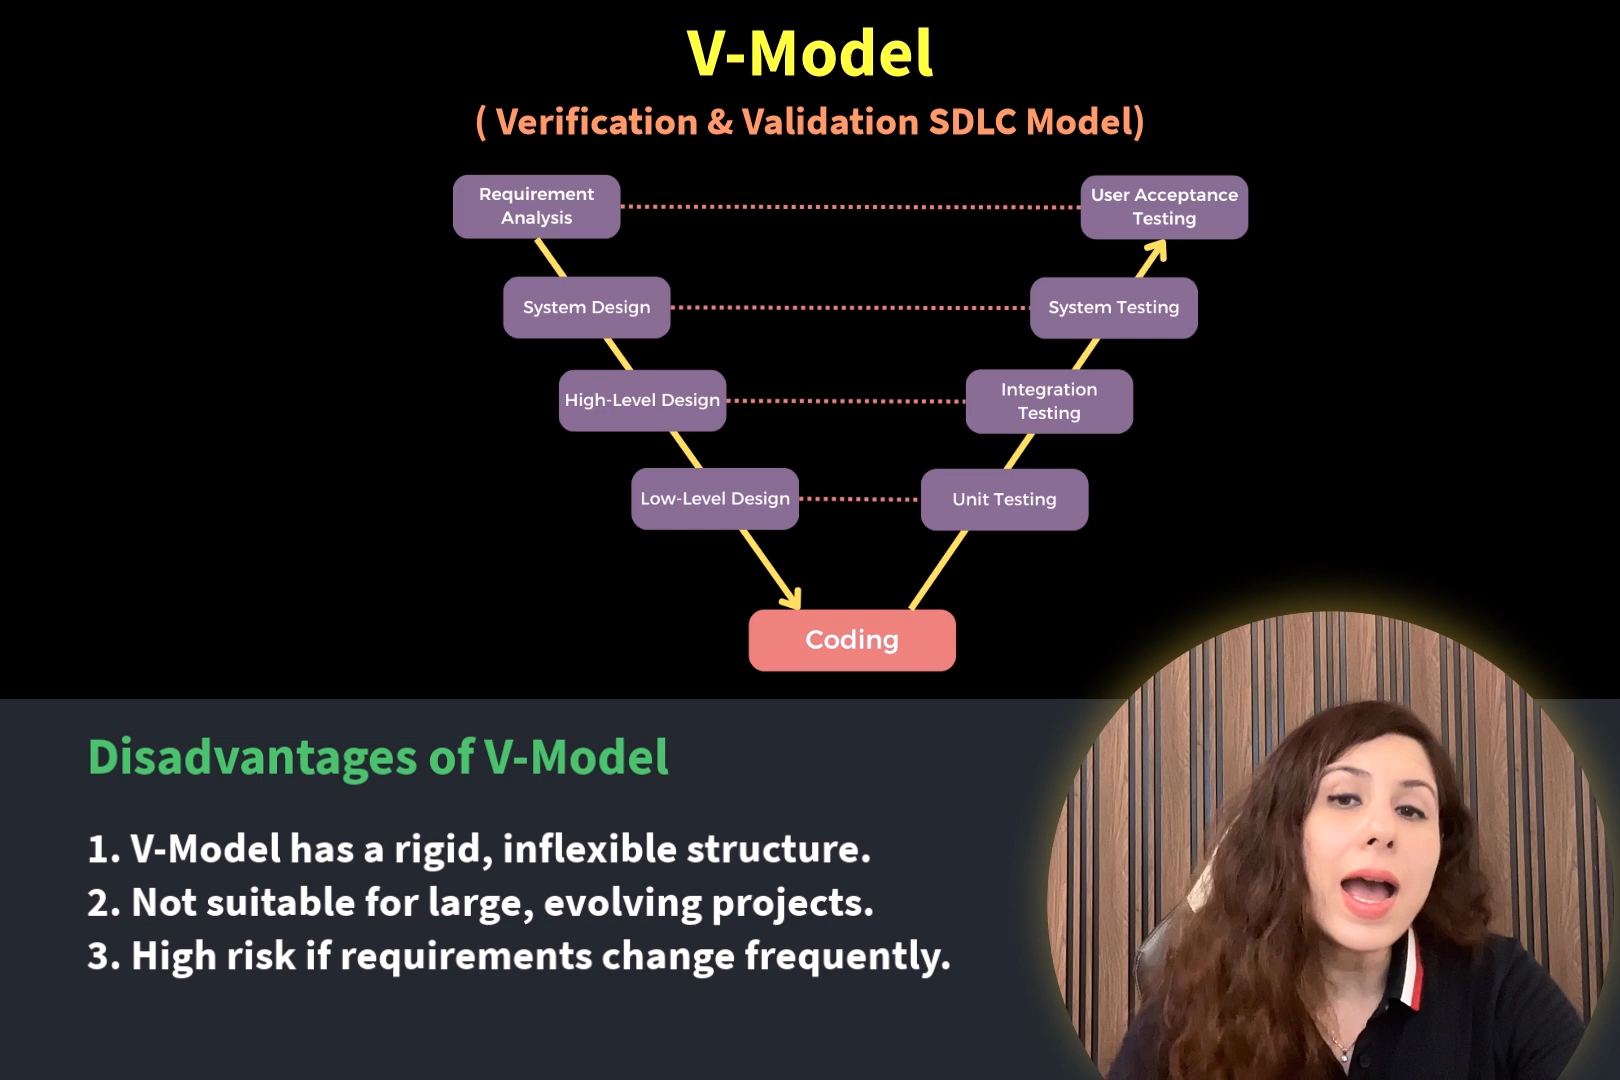 V-Model
( Verification & Validation SDLC Model)
Requirement
Analysis
User Acceptance
Testing
System Design
System Testing
High-Level Design
Integration
Testing
Low-Level Design
Unit Testing
Coding
Disadvantages of V-Model
1. V-Model has a rigid, inflexible structure.
2. Not suitable for large, evolving projects.
3. High risk if requirements change frequently.